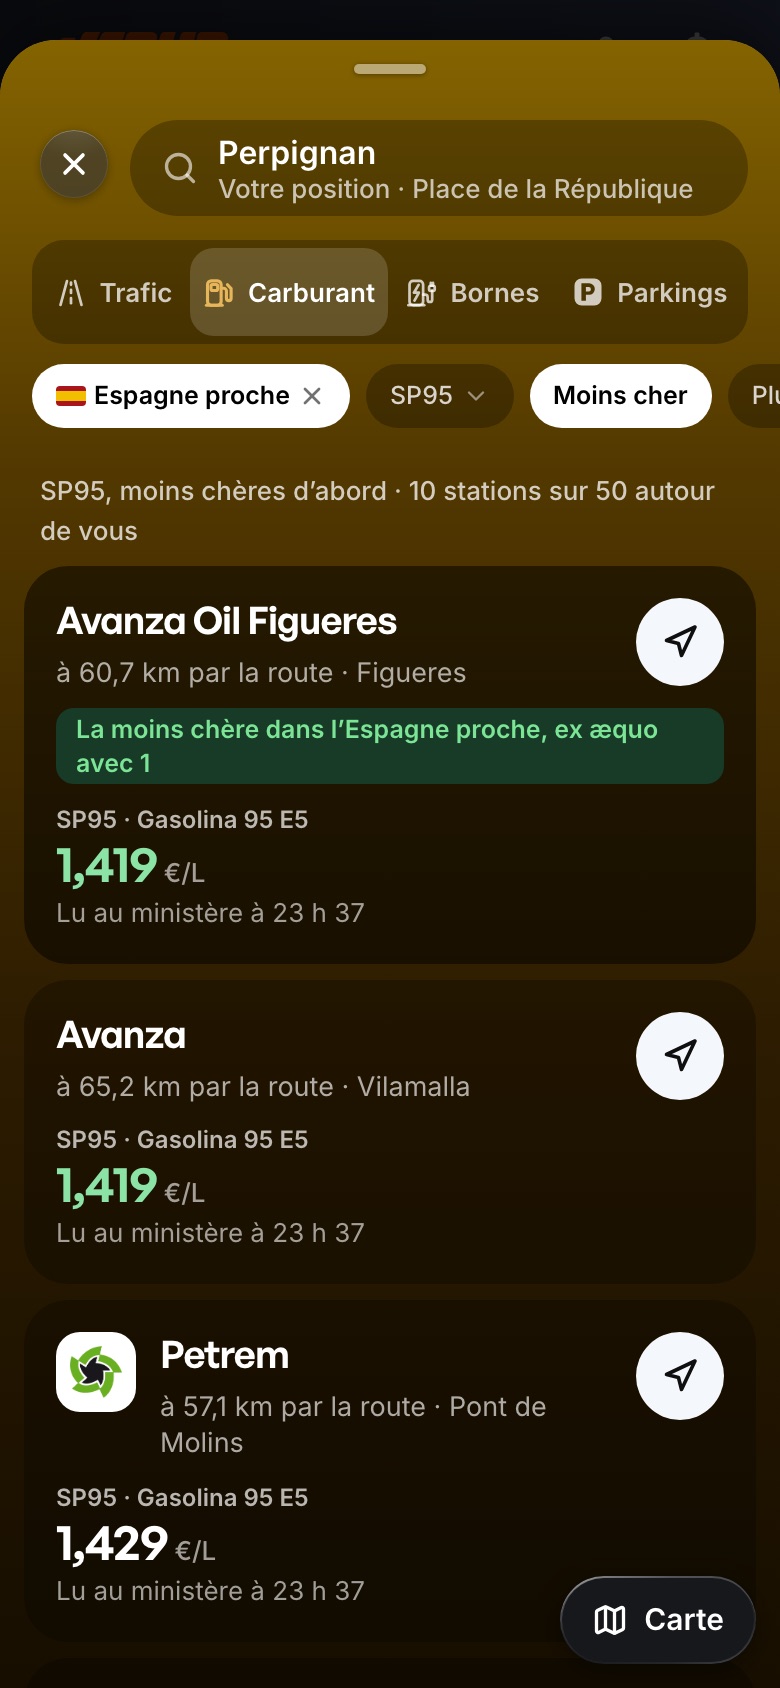 Perpignan
Votre position · Place de la République
Trafic
Carburant
Bornes
Parkings
Espagne proche
SP95
Moins cher
SP95, moins chères d’abord · 10 stations sur 50 autour
de vous
Avanza Oil Figueres
à 60,7 km par la route · Figueres
La moins chère dans l’Espagne proche, ex æquo
avec 1
SP95 · Gasolina 95 E5
1,419 €/L
Lu au ministère à 23 h 37
Avanza
à 65,2 km par la route · Vilamalla
SP95 · Gasolina 95 E5
1,419 €/L
Lu au ministère à 23 h 37
Petrem
à 57,1 km par la route · Pont de
Molins
SP95 · Gasolina 95 E5
1,429 €/L
Lu au ministère à 23 h 37
Carte